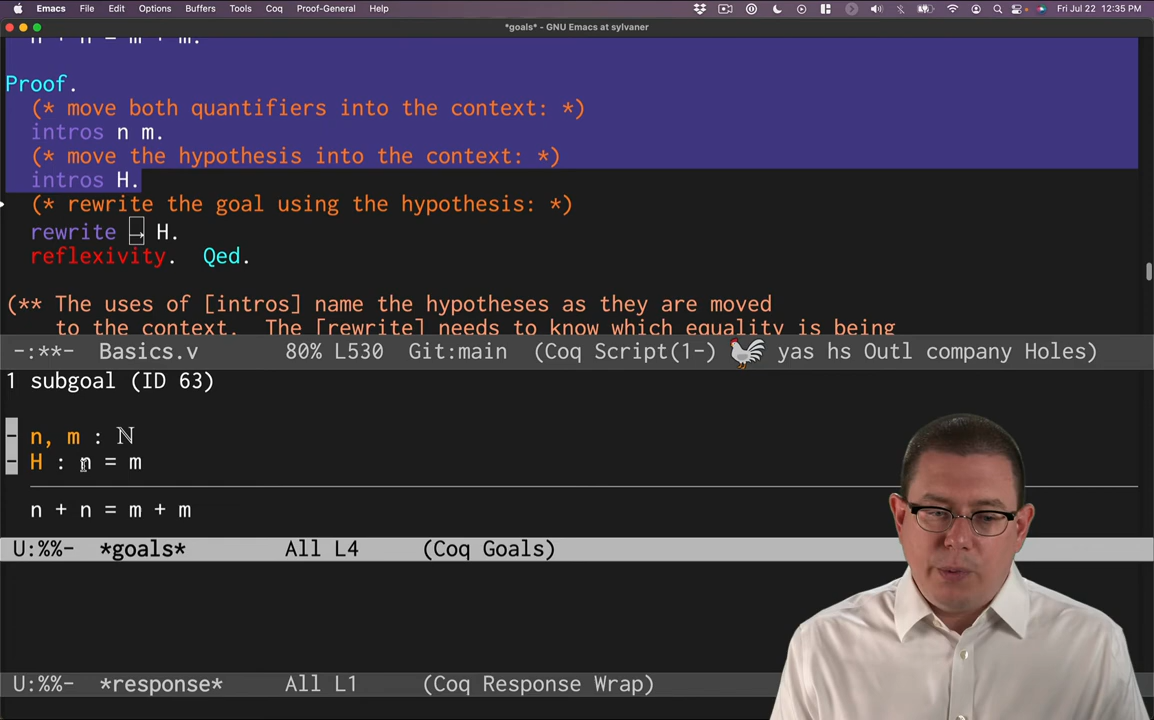 Emacs File Edit Options Buffers Tools Coq Proof-General Help Fri Jul 22 12:35 PM
*goals* - GNU Emacs at sylvaner
n + n = m + m.
Proof.
(* move both quantifiers into the context: *)
intros n m.
(* move the hypothesis into the context: *)
intros H.
(* rewrite the goal using the hypothesis: *)
rewrite → H.
reflexivity. Qed.
(** The uses of [intros] name the hypotheses as they are moved
to the context. The [rewrite] needs to know which equality is being
-:**- Basics.v 80% L530 Git:main (Coq Script(1-) yas hs Outl company Holes)
1 subgoal (ID 63)
- n, m : ℕ
- H : n = m
n + n = m + m
U:%%- *goals* All L4 (Coq Goals)
U:%%- *response* All L1 (Coq Response Wrap)